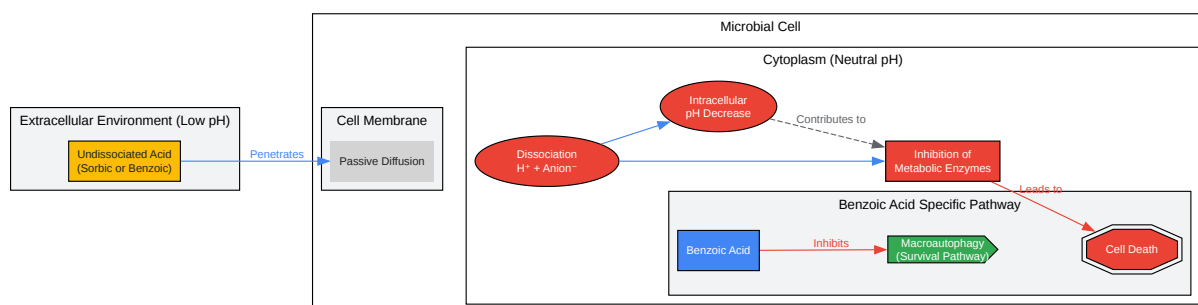 Microbial Cell
Cytoplasm (Neutral pH)
Extracellular Environment (Low pH)
Undissociated Acid
(Sorbic or Benzoic)
Penetrates
Cell Membrane
Passive Diffusion
Dissociation
H⁺ + Anion⁻
Intracellular
pH Decrease
Contributes to
Inhibition of
Metabolic Enzymes
Leads to
Benzoic Acid Specific Pathway
Benzoic Acid
Inhibits
Macroautophagy
(Survival Pathway)
Cell Death